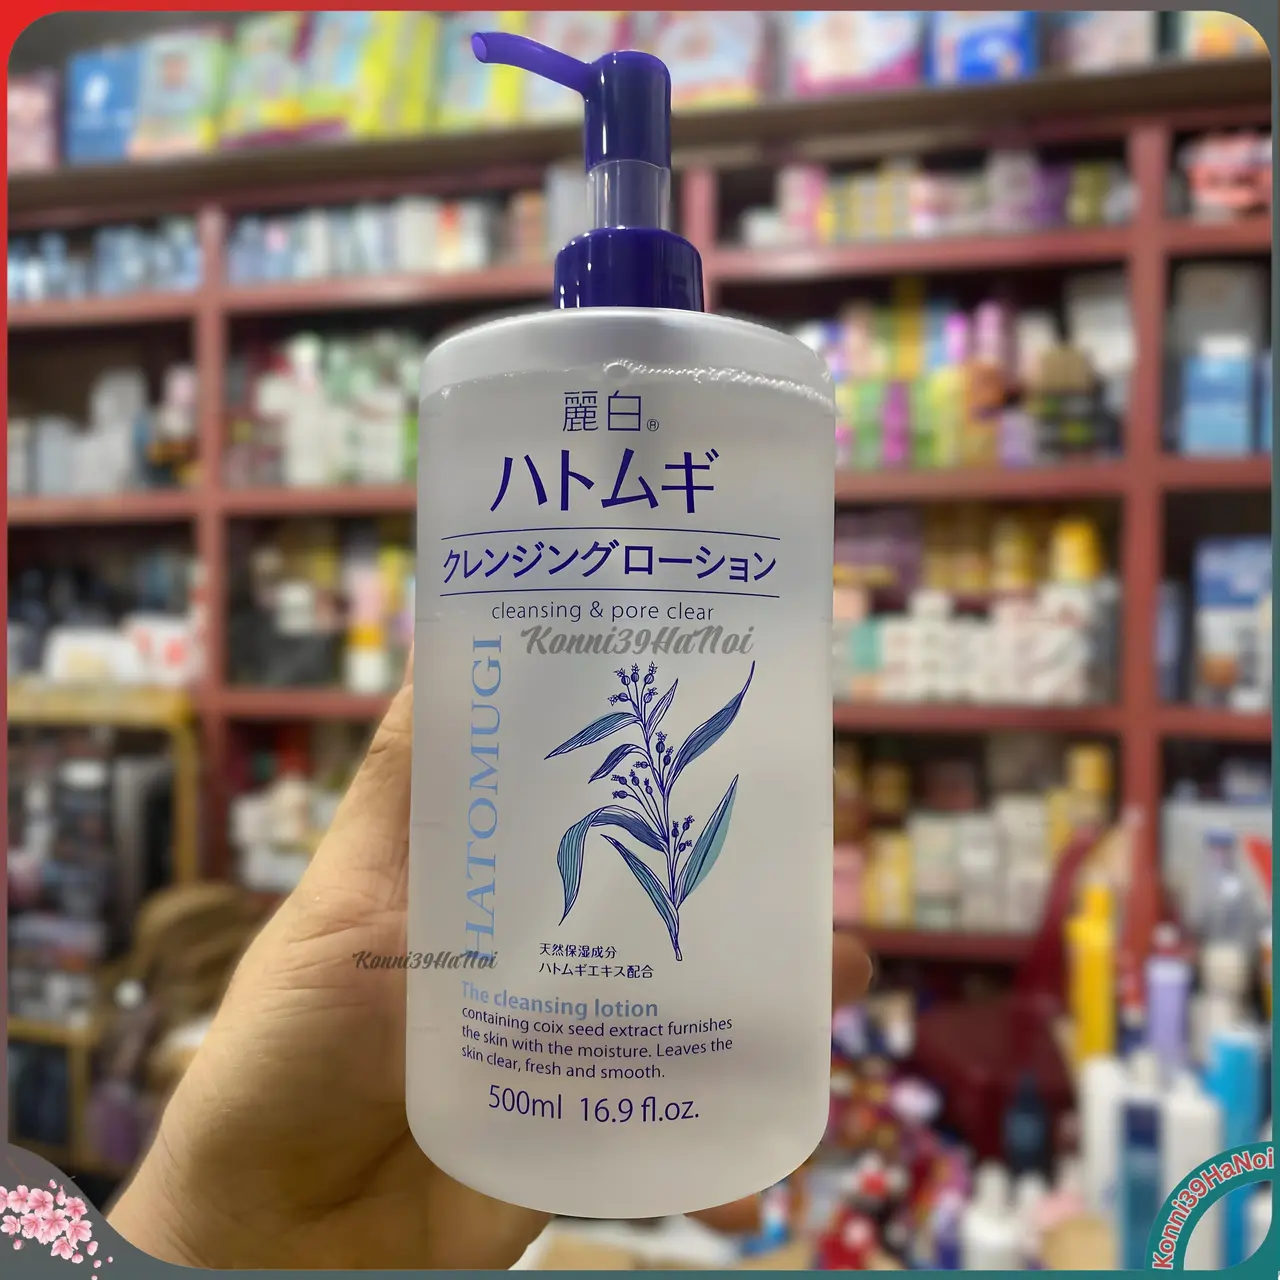 麗白®
ハトムギ
クレンジングローション
cleansing & pore clear
Konni39HaNoi
HATOMUGI
天然保湿成分
ハトムギエキス配合
Konni39HaNoi
The cleansing lotion
containing coix seed extract furnishes
the skin with the moisture. Leaves the
skin clear, fresh and smooth.
500ml 16.9 fl.oz.
Konni39HaNoi